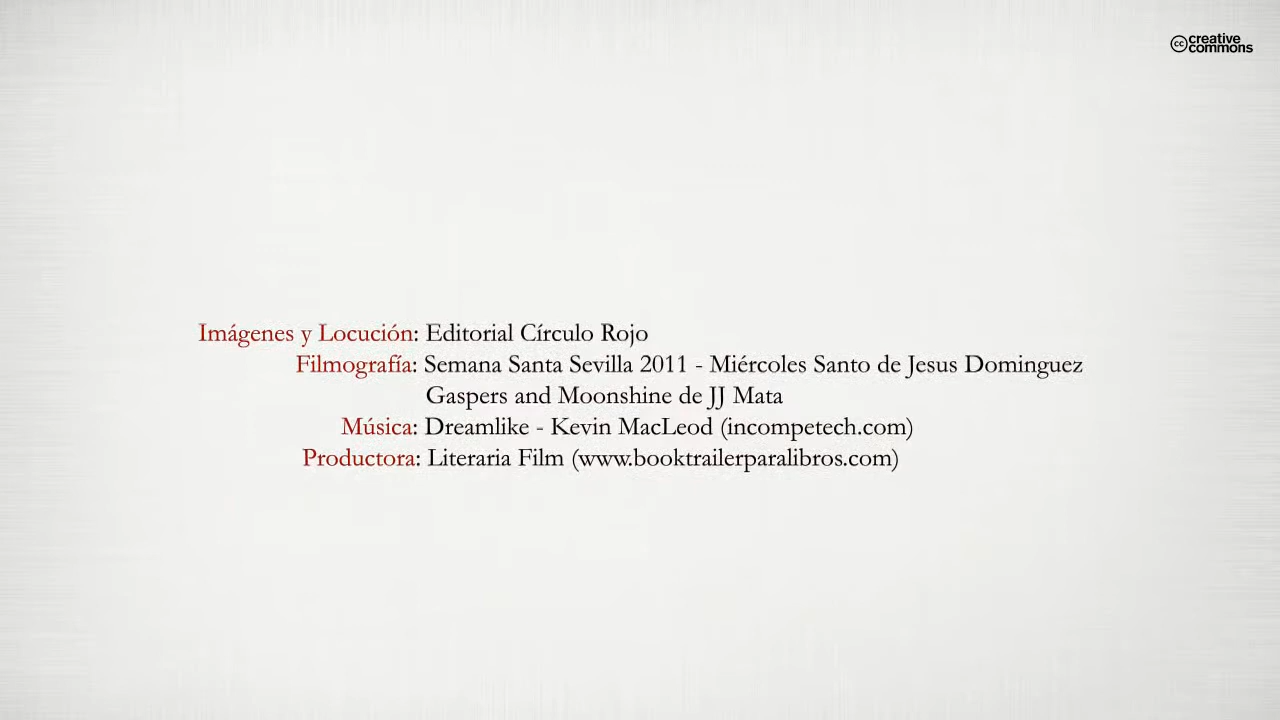 cc creative
commons
Imágenes y Locución: Editorial Círculo Rojo
Filmografía: Semana Santa Sevilla 2011 - Miércoles Santo de Jesus Dominguez
Gaspers and Moonshine de JJ Mata
Música: Dreamlike - Kevin MacLeod (incompetech.com)
Productora: Literaria Film (www.booktrailerparalibros.com)